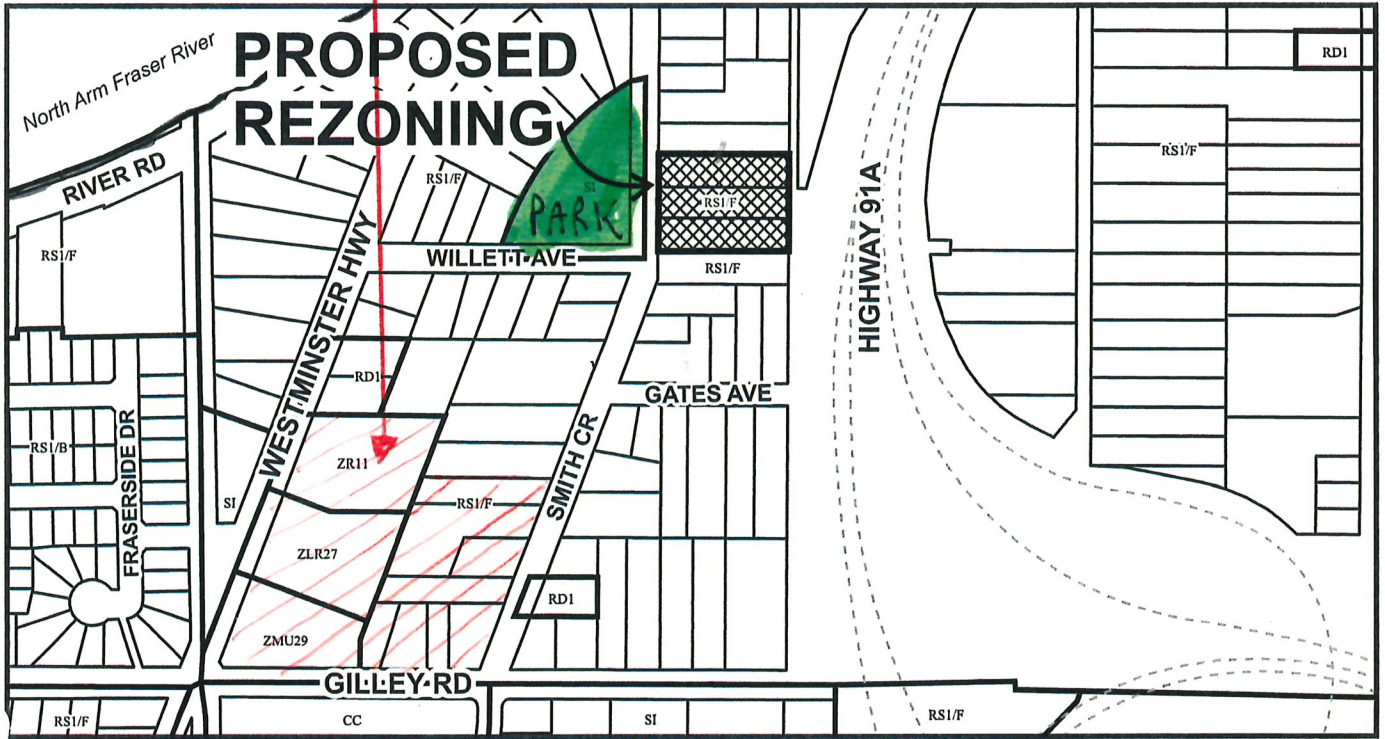 North Arm Fraser River
PROPOSED
REZONING
RD1
RIVER RD
RS1/F
RS1/F
SI
RS1/F
PARK
WESTMINSTER HWY
WILLETT AVE
RS1/F
RS1/F
HIGHWAY 91A
RD1
GATES AVE
RS1/B
FRASERSIDE DR
ZR11
SMITH CR
SI
RS1/F
ZLR27
RD1
ZMU29
GILLEY RD
RS1/F
CC
SI
RS1/F